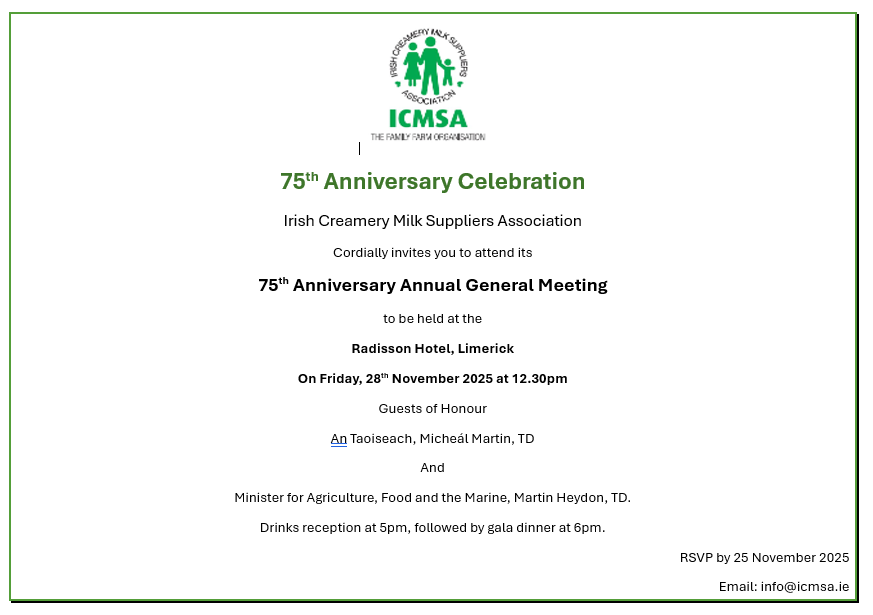 IRISH CREAMERY MILK SUPPLIERS
ASSOCIATION
ICMSA
THE FAMILY FARM ORGANISATION
75th Anniversary Celebration
Irish Creamery Milk Suppliers Association
Cordially invites you to attend its
75th Anniversary Annual General Meeting
to be held at the
Radisson Hotel, Limerick
On Friday, 28th November 2025 at 12.30pm
Guests of Honour
An Taoiseach, Micheál Martin, TD
And
Minister for Agriculture, Food and the Marine, Martin Heydon, TD.
Drinks reception at 5pm, followed by gala dinner at 6pm.
RSVP by 25 November 2025
Email: info@icmsa.ie